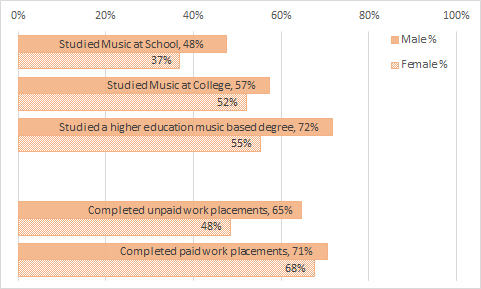 0% 20% 40% 60% 80% 100%
Male %
Female %
Studied Music at School, 48%
37%
Studied Music at College, 57%
52%
Studied a higher education music based degree, 72%
55%
Completed unpaid work placements, 65%
48%
Completed paid work placements, 71%
68%